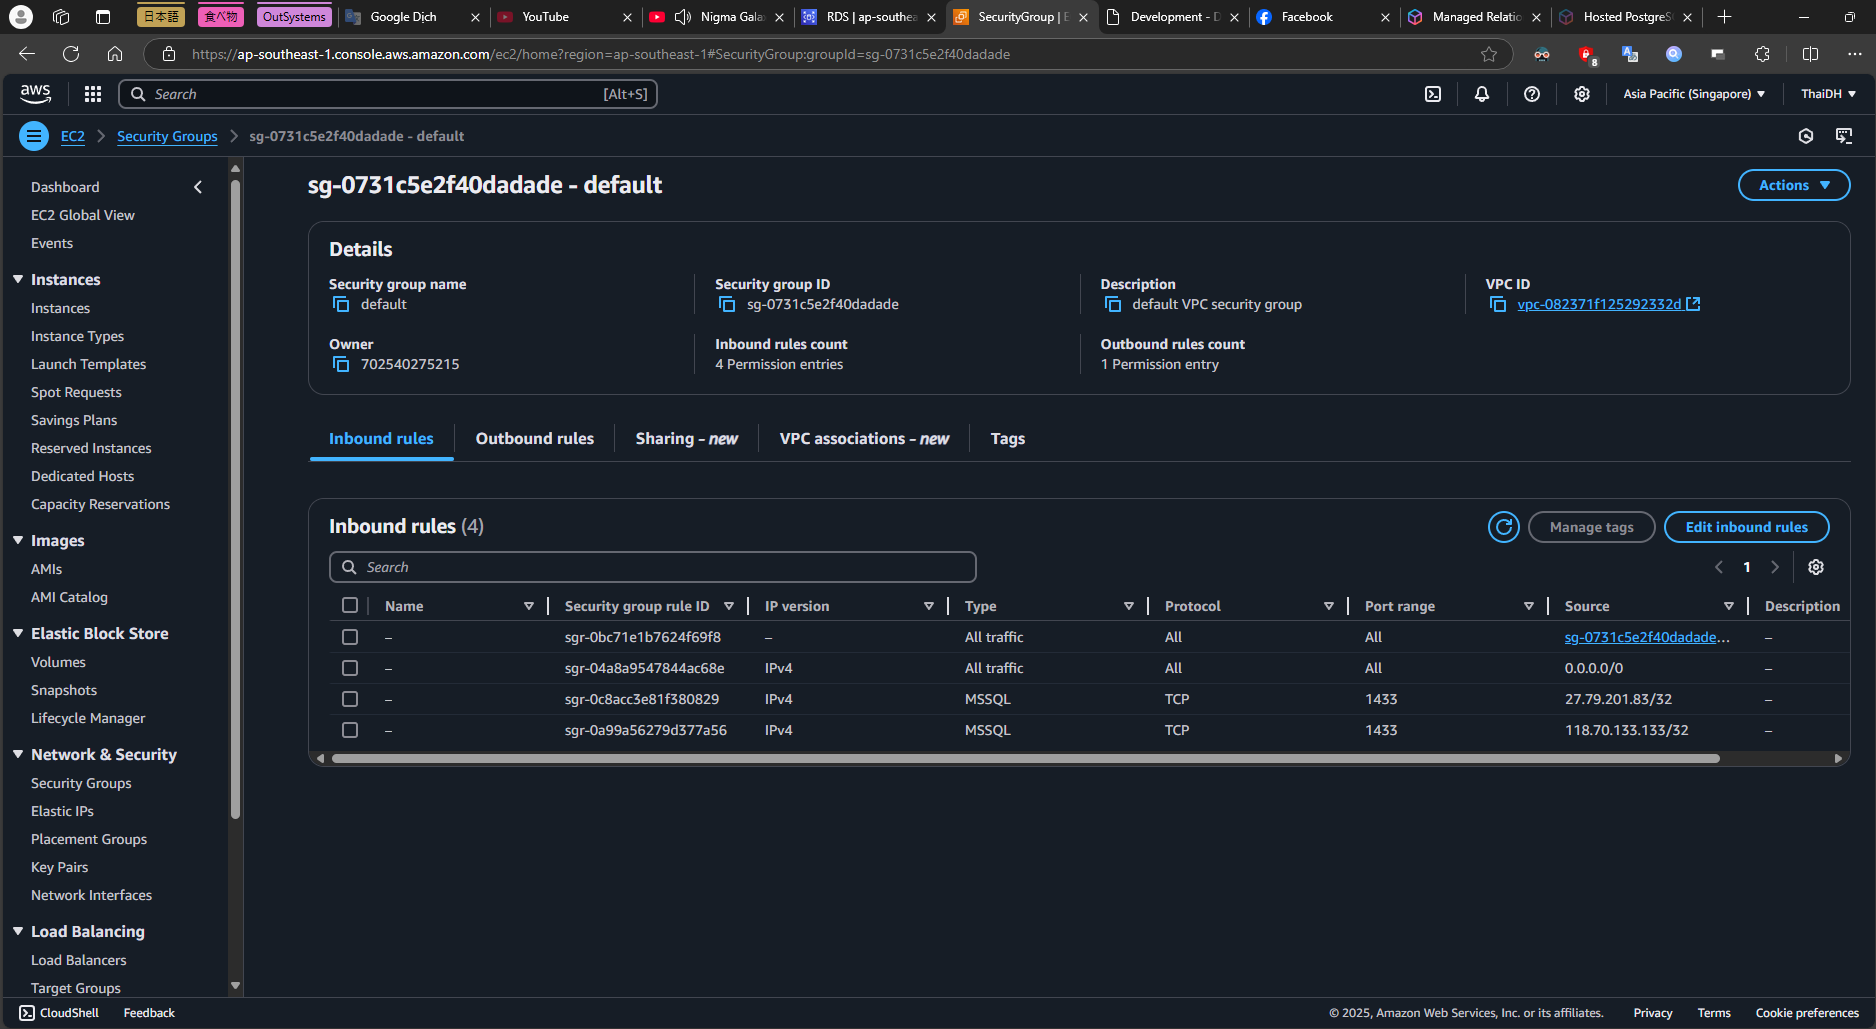 日本語 食べ物 OutSystems Google Dịch YouTube Nigma Gala RDS | ap-southea SecurityGroup | E Development - D Facebook Managed Relatio Hosted PostgreS
https://ap-southeast-1.console.aws.amazon.com/ec2/home?region=ap-southeast-1#SecurityGroup:groupId=sg-0731c5e2f40dadade 8
aws Search [Alt+S] Asia Pacific (Singapore) ThaiDH
EC2 Security Groups sg-0731c5e2f40dadade - default
Dashboard
EC2 Global View
Events
Instances
Instances
Instance Types
Launch Templates
Spot Requests
Savings Plans
Reserved Instances
Dedicated Hosts
Capacity Reservations
Images
AMIs
AMI Catalog
Elastic Block Store
Volumes
Snapshots
Lifecycle Manager
Network & Security
Security Groups
Elastic IPs
Placement Groups
Key Pairs
Network Interfaces
Load Balancing
Load Balancers
Target Groups
sg-0731c5e2f40dadade - default Actions
Details
Security group name Security group ID Description VPC ID
default sg-0731c5e2f40dadade default VPC security group vpc-082371f125292332d
Owner Inbound rules count Outbound rules count
702540275215 4 Permission entries 1 Permission entry
Inbound rules Outbound rules Sharing - new VPC associations - new Tags
Inbound rules (4) Manage tags Edit inbound rules
Search 1
Name Security group rule ID IP version Type Protocol Port range Source Description
– sgr-0bc71e1b7624f69f8 – All traffic All All sg-0731c5e2f40dadade... –
– sgr-04a8a9547844ac68e IPv4 All traffic All All 0.0.0.0/0 –
– sgr-0c8acc3e81f380829 IPv4 MSSQL TCP 1433 27.79.201.83/32 –
– sgr-0a99a56279d377a56 IPv4 MSSQL TCP 1433 118.70.133.133/32 –
CloudShell Feedback © 2025, Amazon Web Services, Inc. or its affiliates. Privacy Terms Cookie preferences